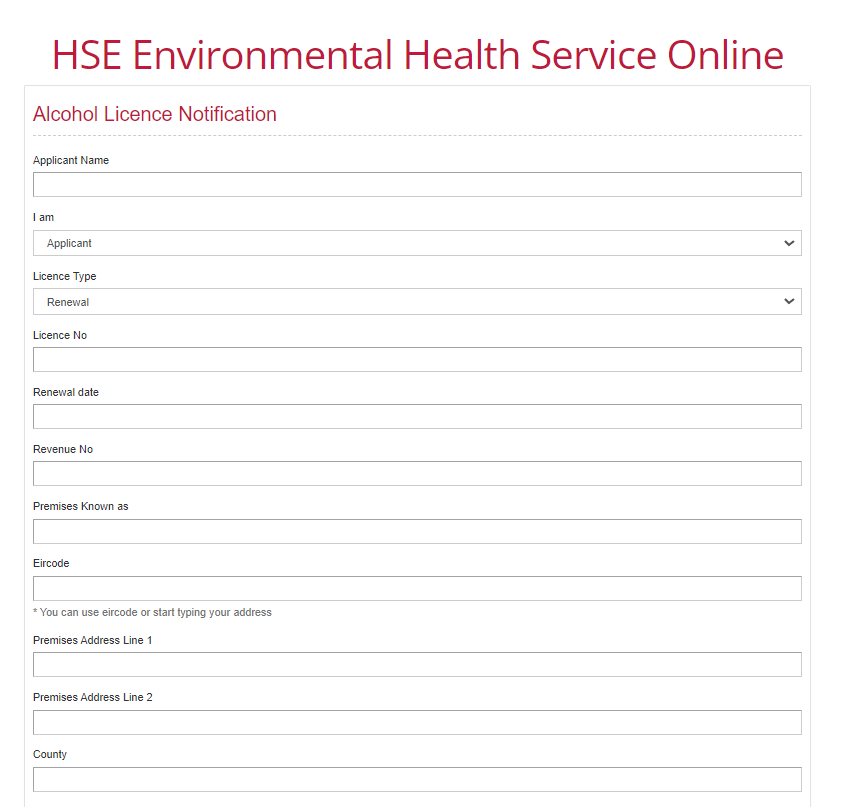 HSE Environmental Health Service Online
Alcohol Licence Notification
Applicant Name
I am
Applicant
Licence Type
Renewal
Licence No
Renewal date
Revenue No
Premises Known as
Eircode
* You can use eircode or start typing your address
Premises Address Line 1
Premises Address Line 2
County